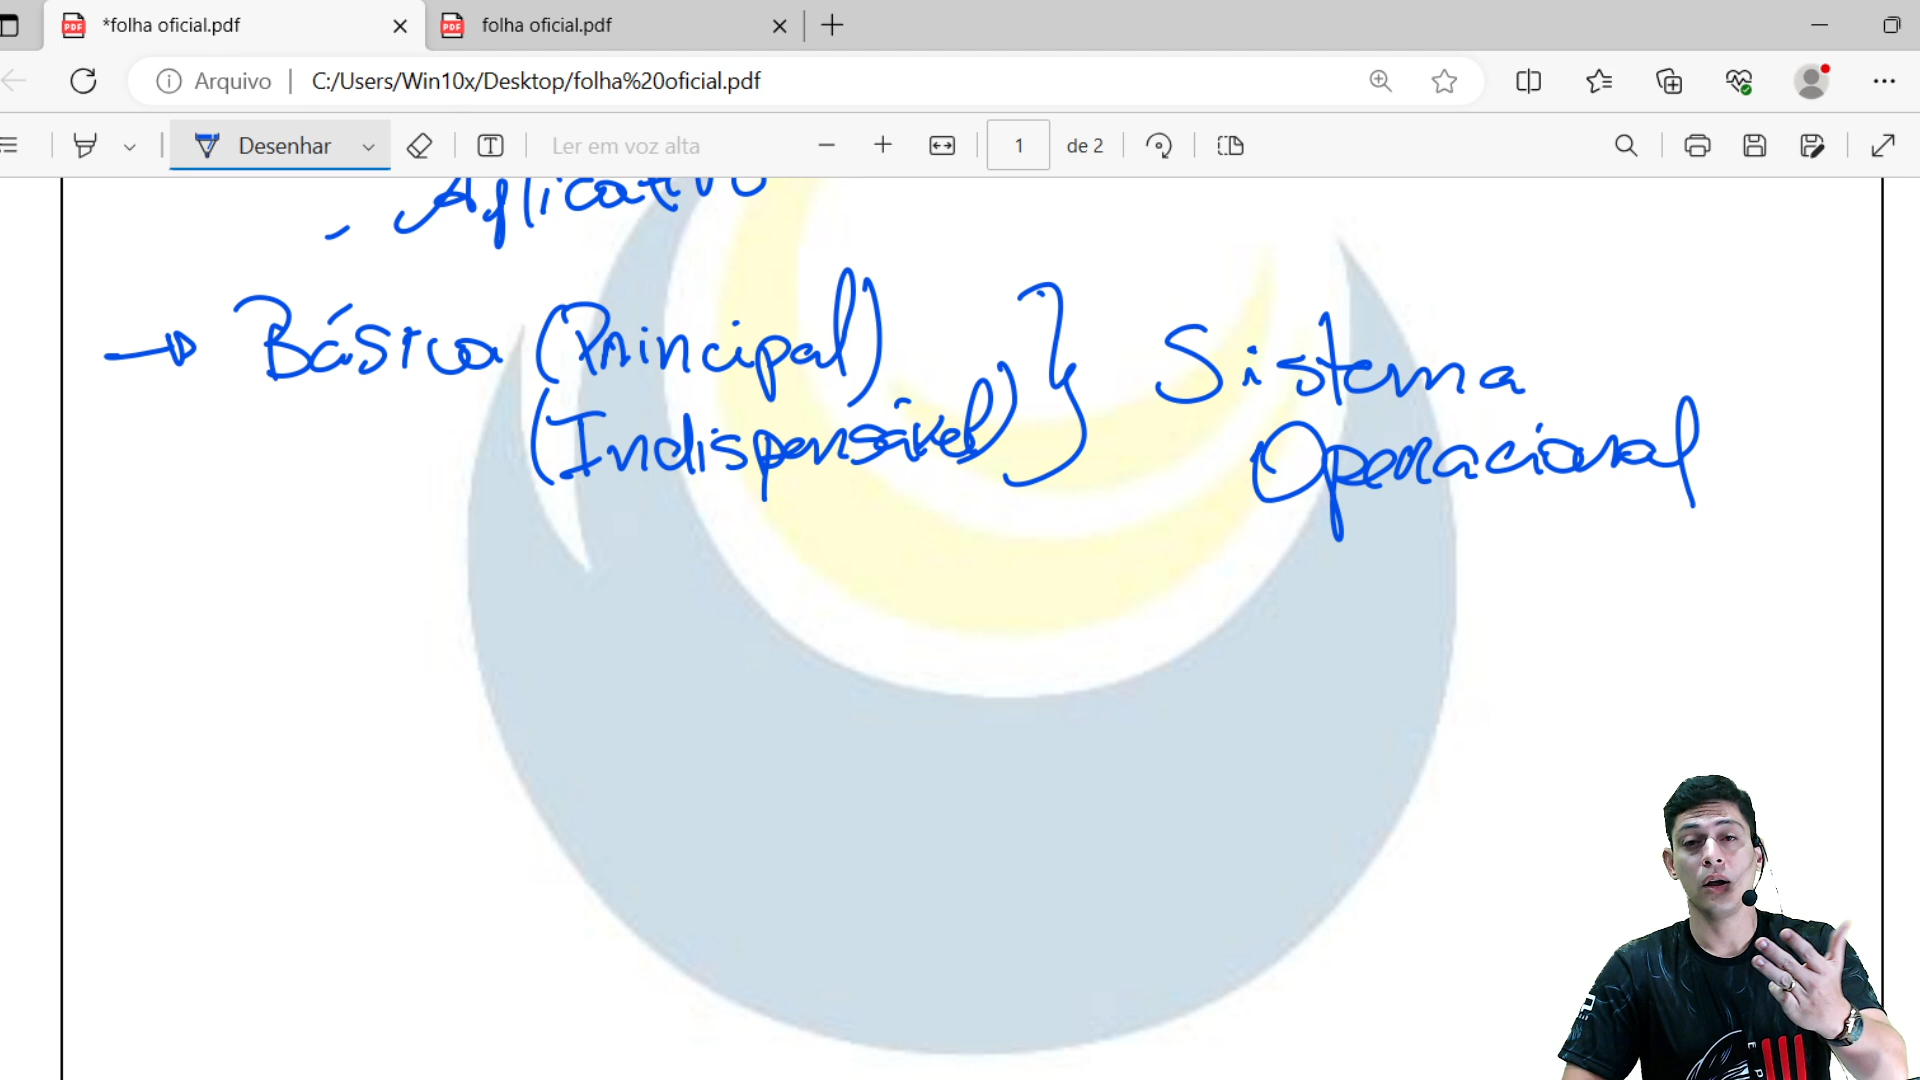 *folha oficial.pdf
folha oficial.pdf
Arquivo
C:/Users/Win10x/Desktop/folha%20oficial.pdf
Desenhar
T
Ler em voz alta
1
de 2
- Aplicativo
→ Básico (Principal)
(Indispensável)
} Sistema
Operacional